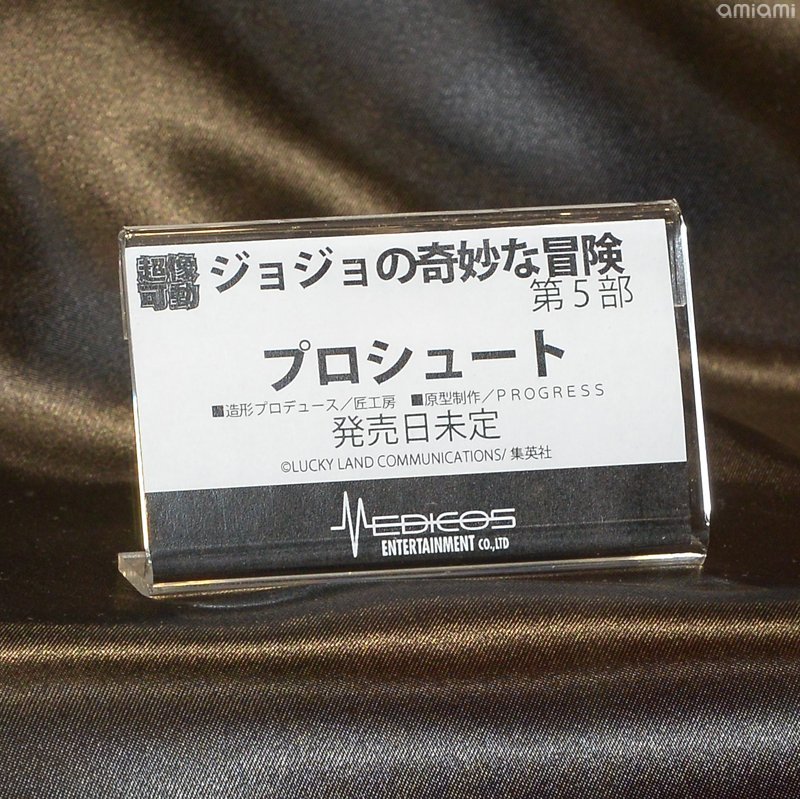 amiami
超像可動 ジョジョの奇妙な冒険
第5部
プロシュート
■造形プロデュース／匠工房 ■原型制作／PROGRESS
発売日未定
©LUCKY LAND COMMUNICATIONS/集英社
MEDICOS
ENTERTAINMENT CO.,LTD